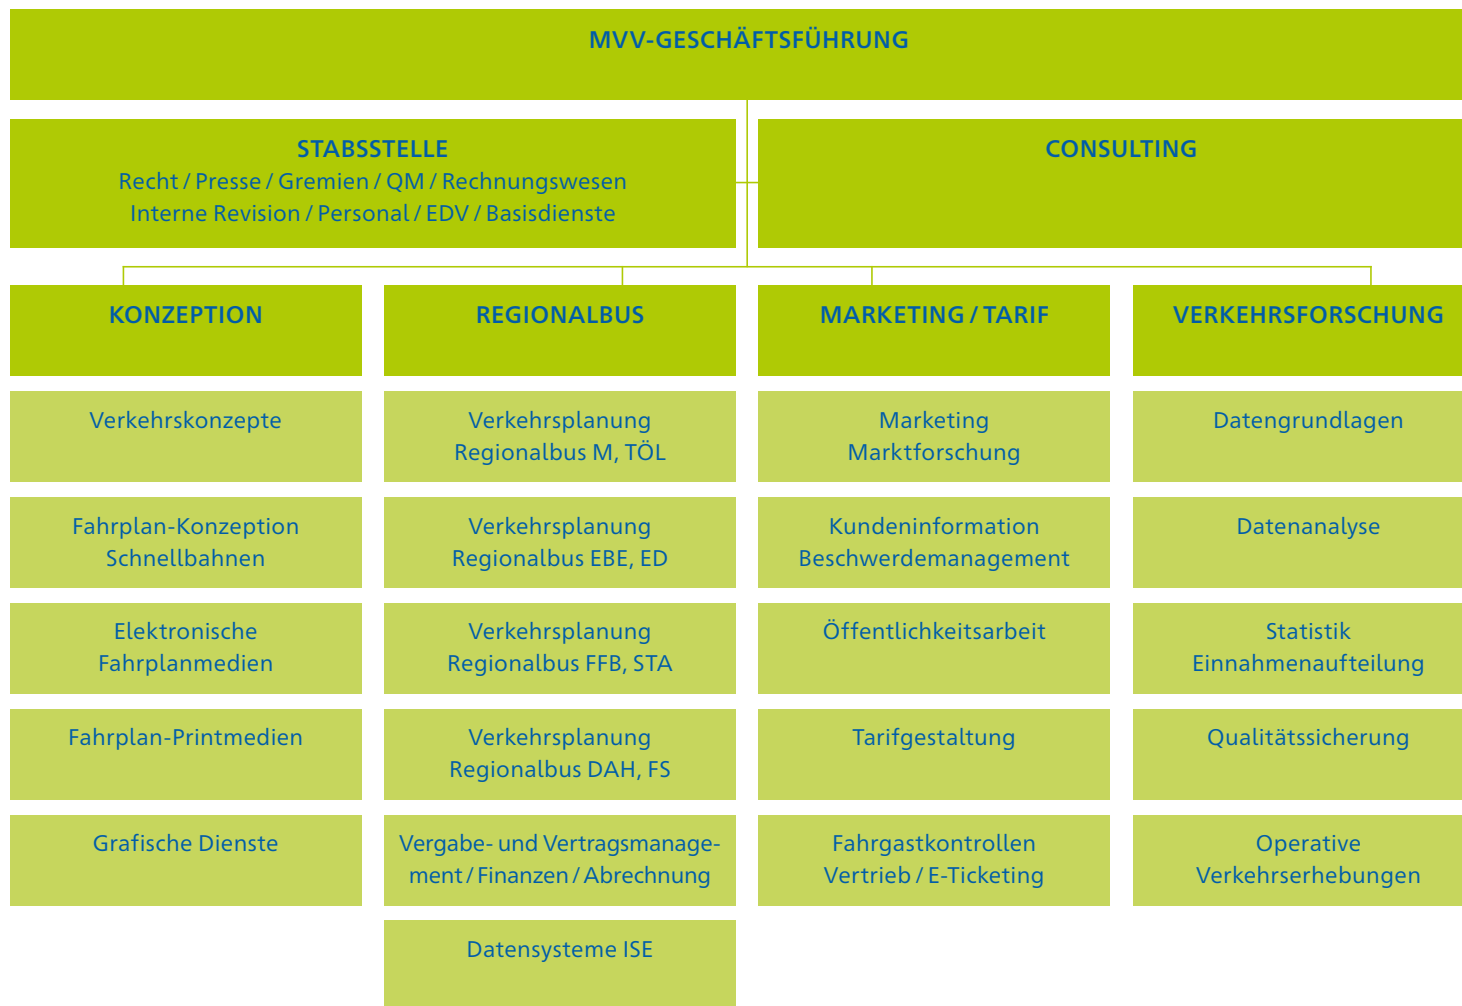 MVV-GESCHÄFTSFÜHRUNG
STABSSTELLE
Recht / Presse / Gremien / QM / Rechnungswesen
Interne Revision / Personal / EDV / Basisdienste
CONSULTING
KONZEPTION
Verkehrskonzepte
Fahrplan-Konzeption
Schnellbahnen
Elektronische
Fahrplanmedien
Fahrplan-Printmedien
Grafische Dienste
REGIONALBUS
Verkehrsplanung
Regionalbus M, TÖL
Verkehrsplanung
Regionalbus EBE, ED
Verkehrsplanung
Regionalbus FFB, STA
Verkehrsplanung
Regionalbus DAH, FS
Vergabe- und Vertragsmanage-
ment / Finanzen / Abrechnung
Datensysteme ISE
MARKETING / TARIF
Marketing
Marktforschung
Kundeninformation
Beschwerdemanagement
Öffentlichkeitsarbeit
Tarifgestaltung
Fahrgastkontrollen
Vertrieb / E-Ticketing
VERKEHRSFORSCHUNG
Datengrundlagen
Datenanalyse
Statistik
Einnahmenaufteilung
Qualitätssicherung
Operative
Verkehrserhebungen